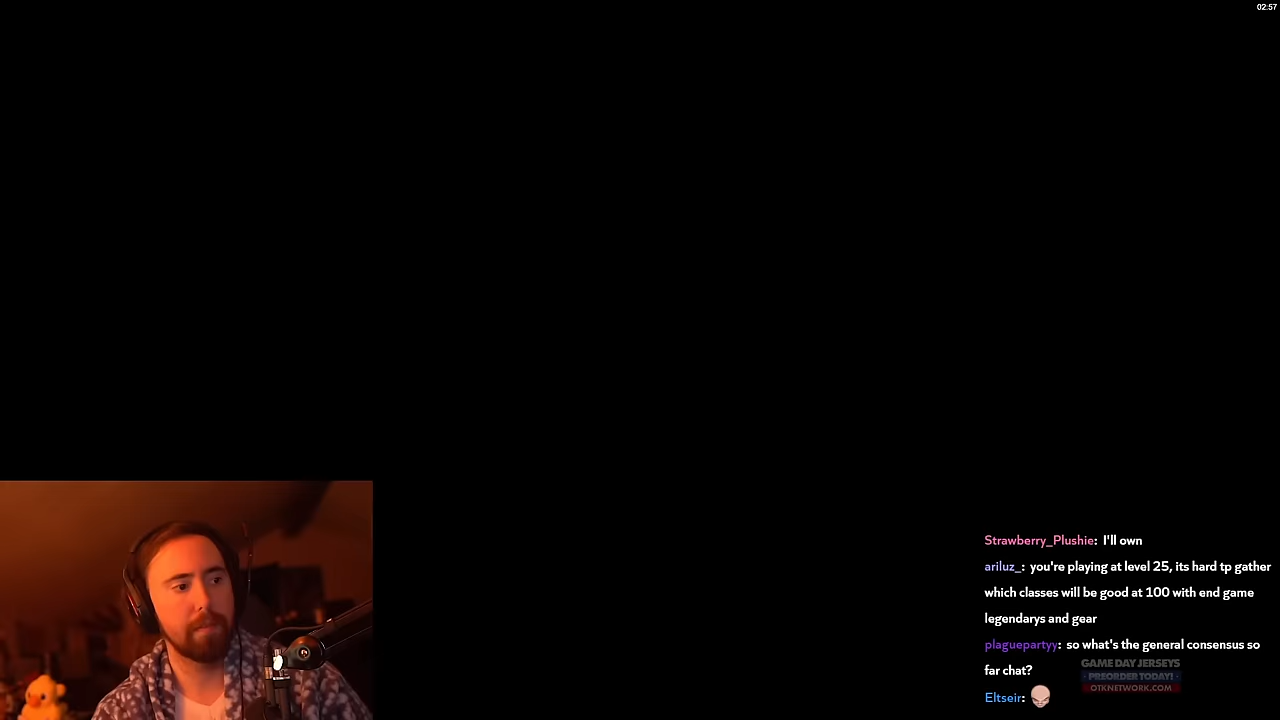 02:57
Strawberry_Plushie: I'll own
ariluz_: you're playing at level 25, its hard tp gather
which classes will be good at 100 with end game
legendarys and gear
plaguepartyy: so what's the general consensus so
far chat?
GAME DAY JERSEYS
PREORDER TODAY!
OTKNETWORK.COM
Eltseir: